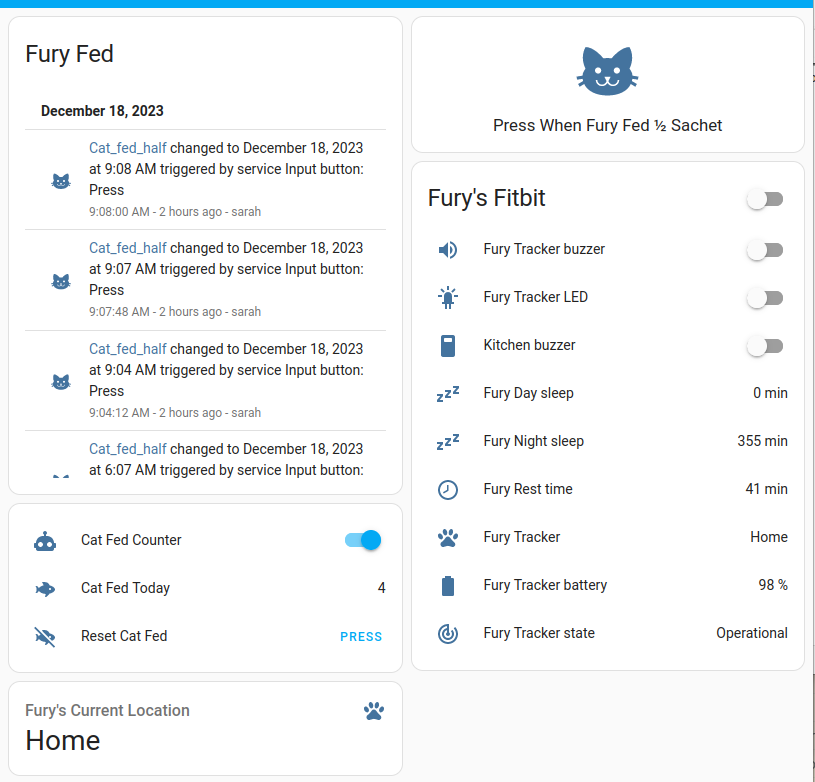 Fury Fed
December 18, 2023
Cat_fed_half changed to December 18, 2023
at 9:08 AM triggered by service Input button:
Press
9:08:00 AM - 2 hours ago - sarah
Cat_fed_half changed to December 18, 2023
at 9:07 AM triggered by service Input button:
Press
9:07:48 AM - 2 hours ago - sarah
Cat_fed_half changed to December 18, 2023
at 9:04 AM triggered by service Input button:
Press
9:04:12 AM - 2 hours ago - sarah
Cat_fed_half changed to December 18, 2023
at 6:07 AM triggered by service Input button:
Cat Fed Counter
Cat Fed Today 4
Reset Cat Fed PRESS
Fury's Current Location
Home
Press When Fury Fed ½ Sachet
Fury's Fitbit
Fury Tracker buzzer
Fury Tracker LED
Kitchen buzzer
Fury Day sleep 0 min
Fury Night sleep 355 min
Fury Rest time 41 min
Fury Tracker Home
Fury Tracker battery 98 %
Fury Tracker state Operational